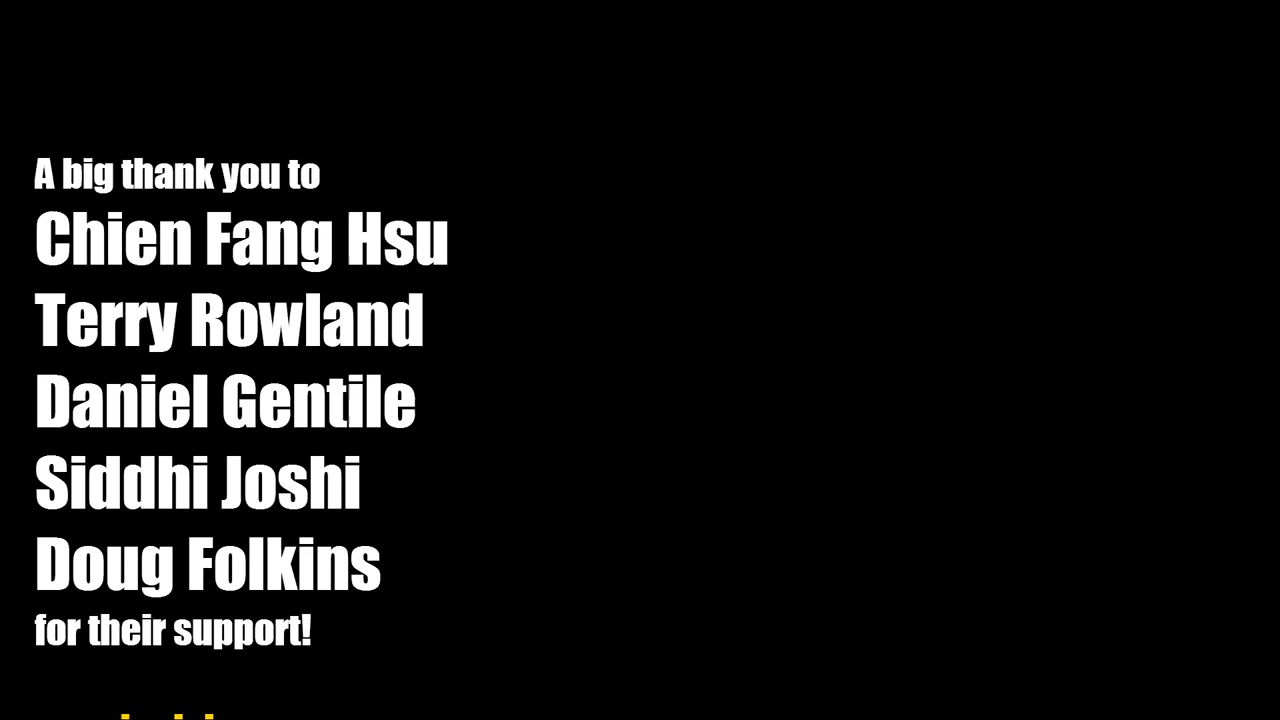 A big thank you to
Chien Fang Hsu
Terry Rowland
Daniel Gentile
Siddhi Joshi
Doug Folkins
for their support!